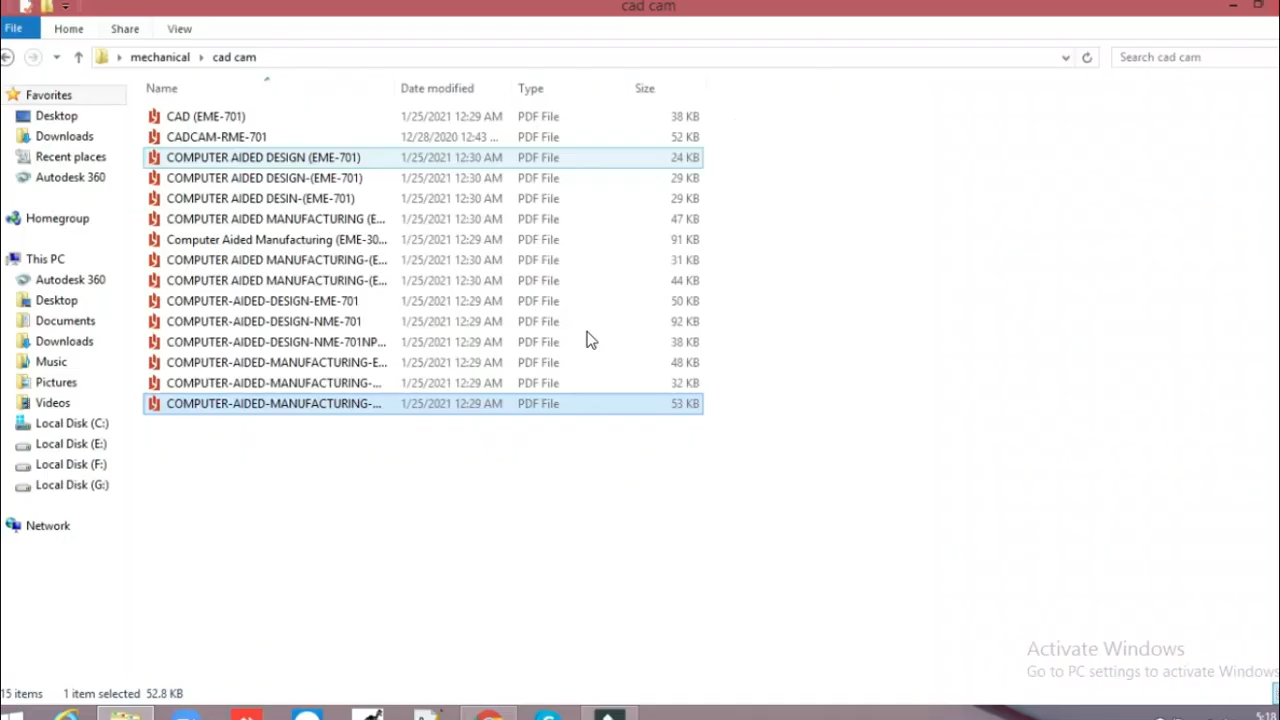 cad cam
File Home Share View
mechanical cad cam Search cad cam
Name Date modified Type Size
Favorites
Desktop
Downloads
Recent places
Autodesk 360
Homegroup
This PC
Autodesk 360
Desktop
Documents
Downloads
Music
Pictures
Videos
Local Disk (C:)
Local Disk (E:)
Local Disk (F:)
Local Disk (G:)
Network
CAD (EME-701) 1/25/2021 12:29 AM PDF File 38 KB
CADCAM-RME-701 12/28/2020 12:43 ... PDF File 52 KB
COMPUTER AIDED DESIGN (EME-701) 1/25/2021 12:30 AM PDF File 24 KB
COMPUTER AIDED DESIGN-(EME-701) 1/25/2021 12:30 AM PDF File 29 KB
COMPUTER AIDED DESIN-(EME-701) 1/25/2021 12:30 AM PDF File 29 KB
COMPUTER AIDED MANUFACTURING (E... 1/25/2021 12:30 AM PDF File 47 KB
Computer Aided Manufacturing (EME-30... 1/25/2021 12:29 AM PDF File 91 KB
COMPUTER AIDED MANUFACTURING-(E... 1/25/2021 12:30 AM PDF File 31 KB
COMPUTER AIDED MANUFACTURING-(E... 1/25/2021 12:30 AM PDF File 44 KB
COMPUTER-AIDED-DESIGN-EME-701 1/25/2021 12:29 AM PDF File 50 KB
COMPUTER-AIDED-DESIGN-NME-701 1/25/2021 12:29 AM PDF File 92 KB
COMPUTER-AIDED-DESIGN-NME-701NP... 1/25/2021 12:29 AM PDF File 38 KB
COMPUTER-AIDED-MANUFACTURING-E... 1/25/2021 12:29 AM PDF File 48 KB
COMPUTER-AIDED-MANUFACTURING-... 1/25/2021 12:29 AM PDF File 32 KB
COMPUTER-AIDED-MANUFACTURING-... 1/25/2021 12:29 AM PDF File 53 KB
Activate Windows
Go to PC settings to activate Windows
15 items 1 item selected 52.8 KB